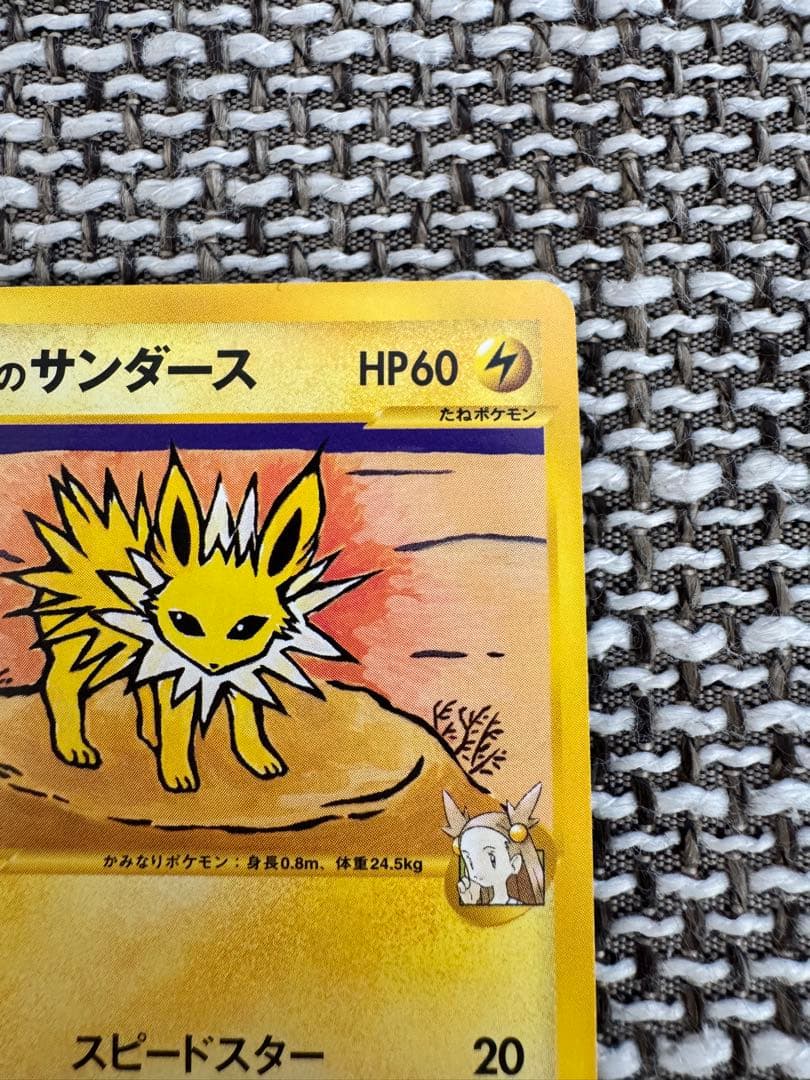 のサンダース HP60
たねポケモン
かみなりポケモン：身長0.8m、体重24.5kg
スピードスター 20